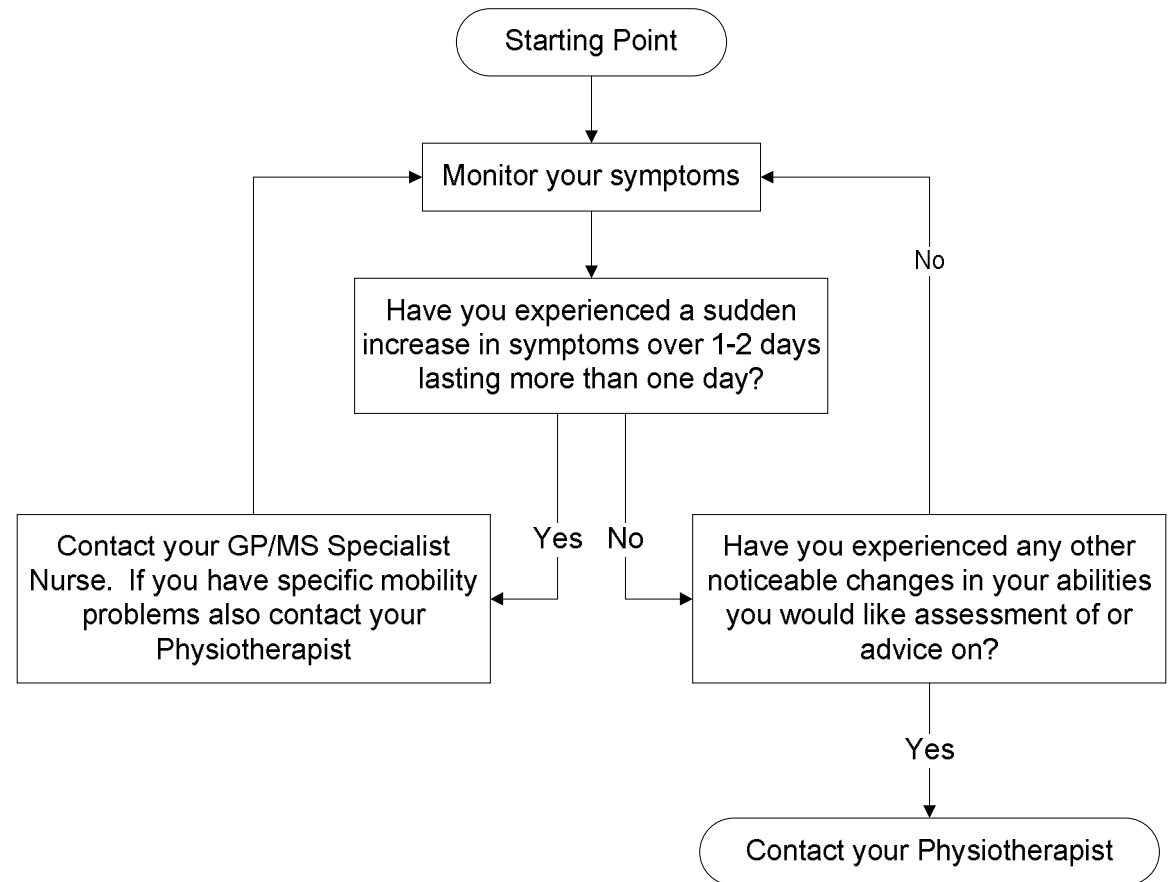 Starting Point
Monitor your symptoms
No
Have you experienced a sudden
increase in symptoms over 1-2 days
lasting more than one day?
Yes
No
Contact your GP/MS Specialist
Nurse.  If you have specific mobility
problems also contact your
Physiotherapist
Have you experienced any other
noticeable changes in your abilities
you would like assessment of or
advice on?
Yes
Contact your Physiotherapist